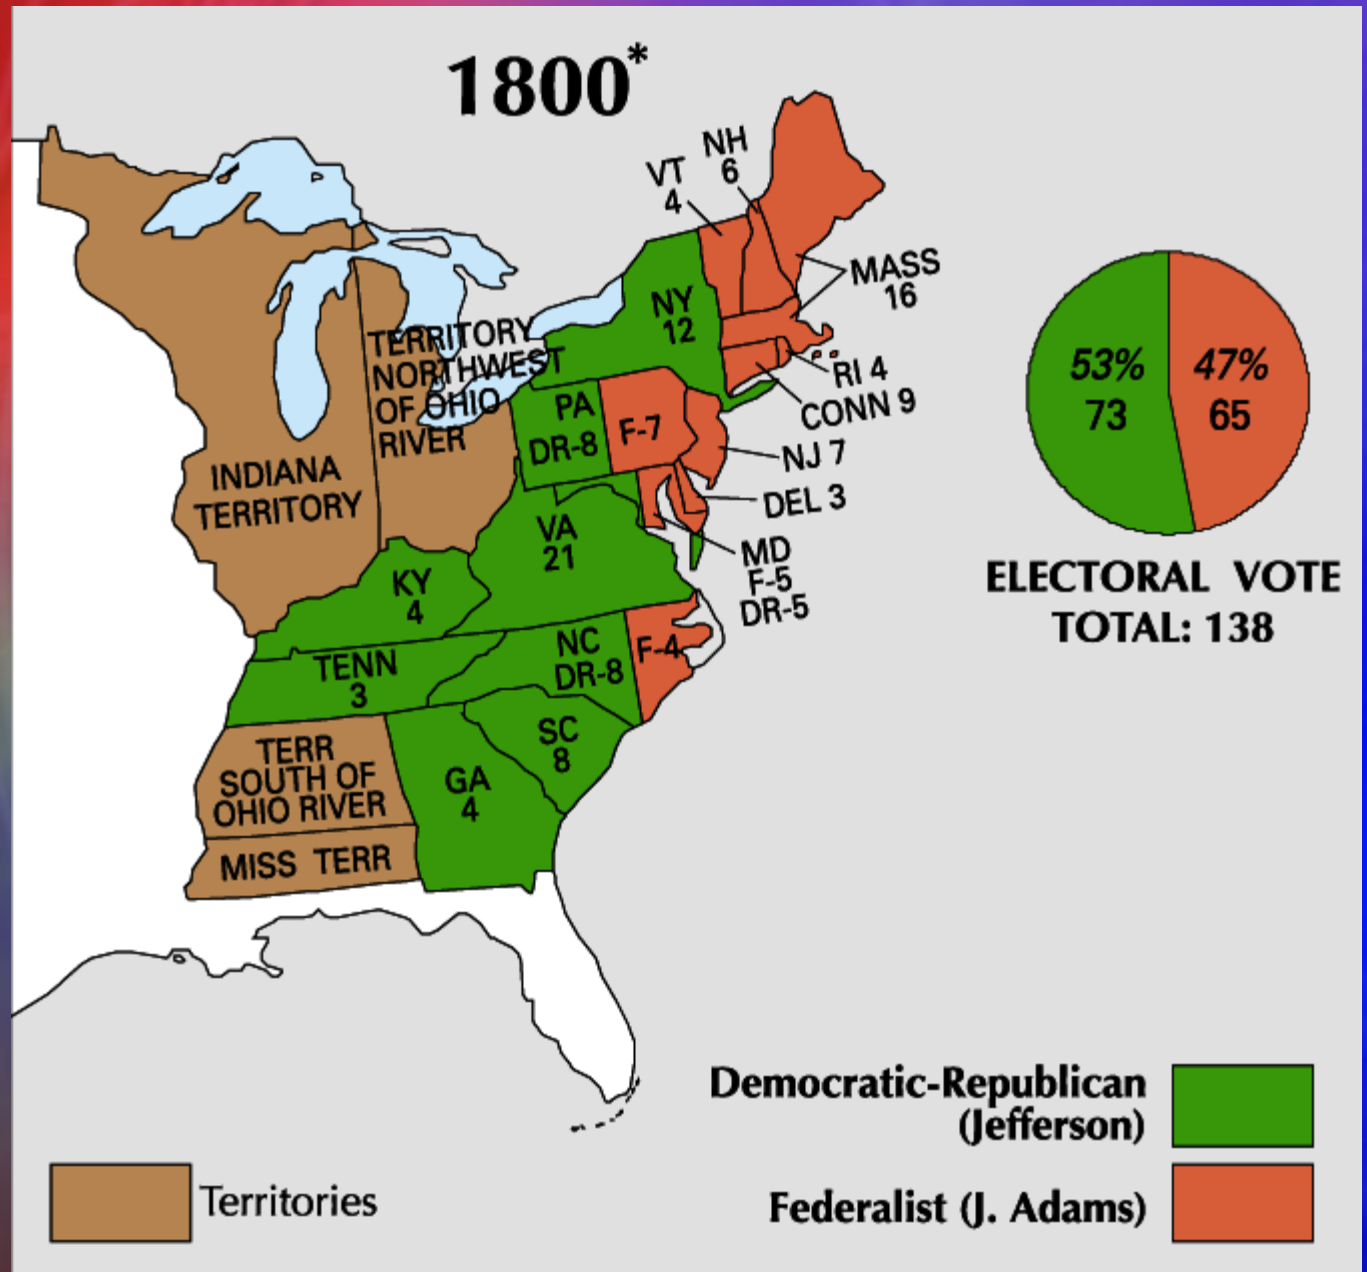 1800*
NH
6
VT
4
MASS
16
NY
12
RI 4
CONN 9
TERRITORY
NORTHWEST
OF OHIO
RIVER
PA
DR-8
F-7
NJ 7
DEL 3
MD
F-5
DR-5
INDIANA
TERRITORY
VA
21
KY
4
NC
DR-8
F-4
TENN
3
SC
8
GA
4
TERR
SOUTH OF
OHIO RIVER
MISS TERR
53%
73
47%
65
ELECTORAL VOTE
TOTAL: 138
Democratic-Republican
(Jefferson)
Federalist (J. Adams)
Territories